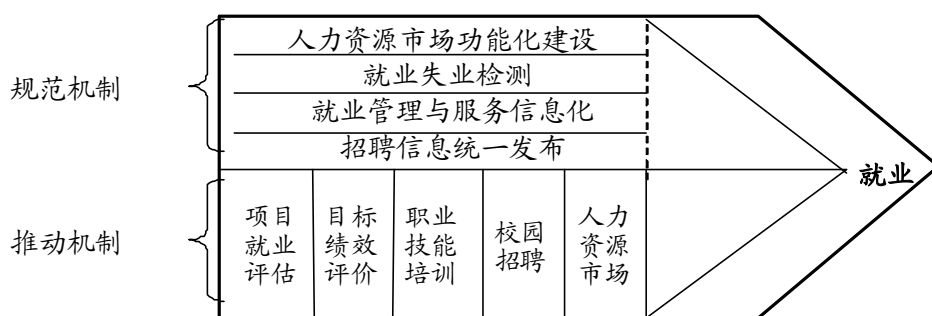 人力资源市场功能化建设
就业失业检测
规范机制
就业管理与服务信息化
招聘信息统一发布
就业
推动机制
项目
就业
评估
目标
绩效
评价
职业
技能
培训
校园
招聘
人力
资源
市场